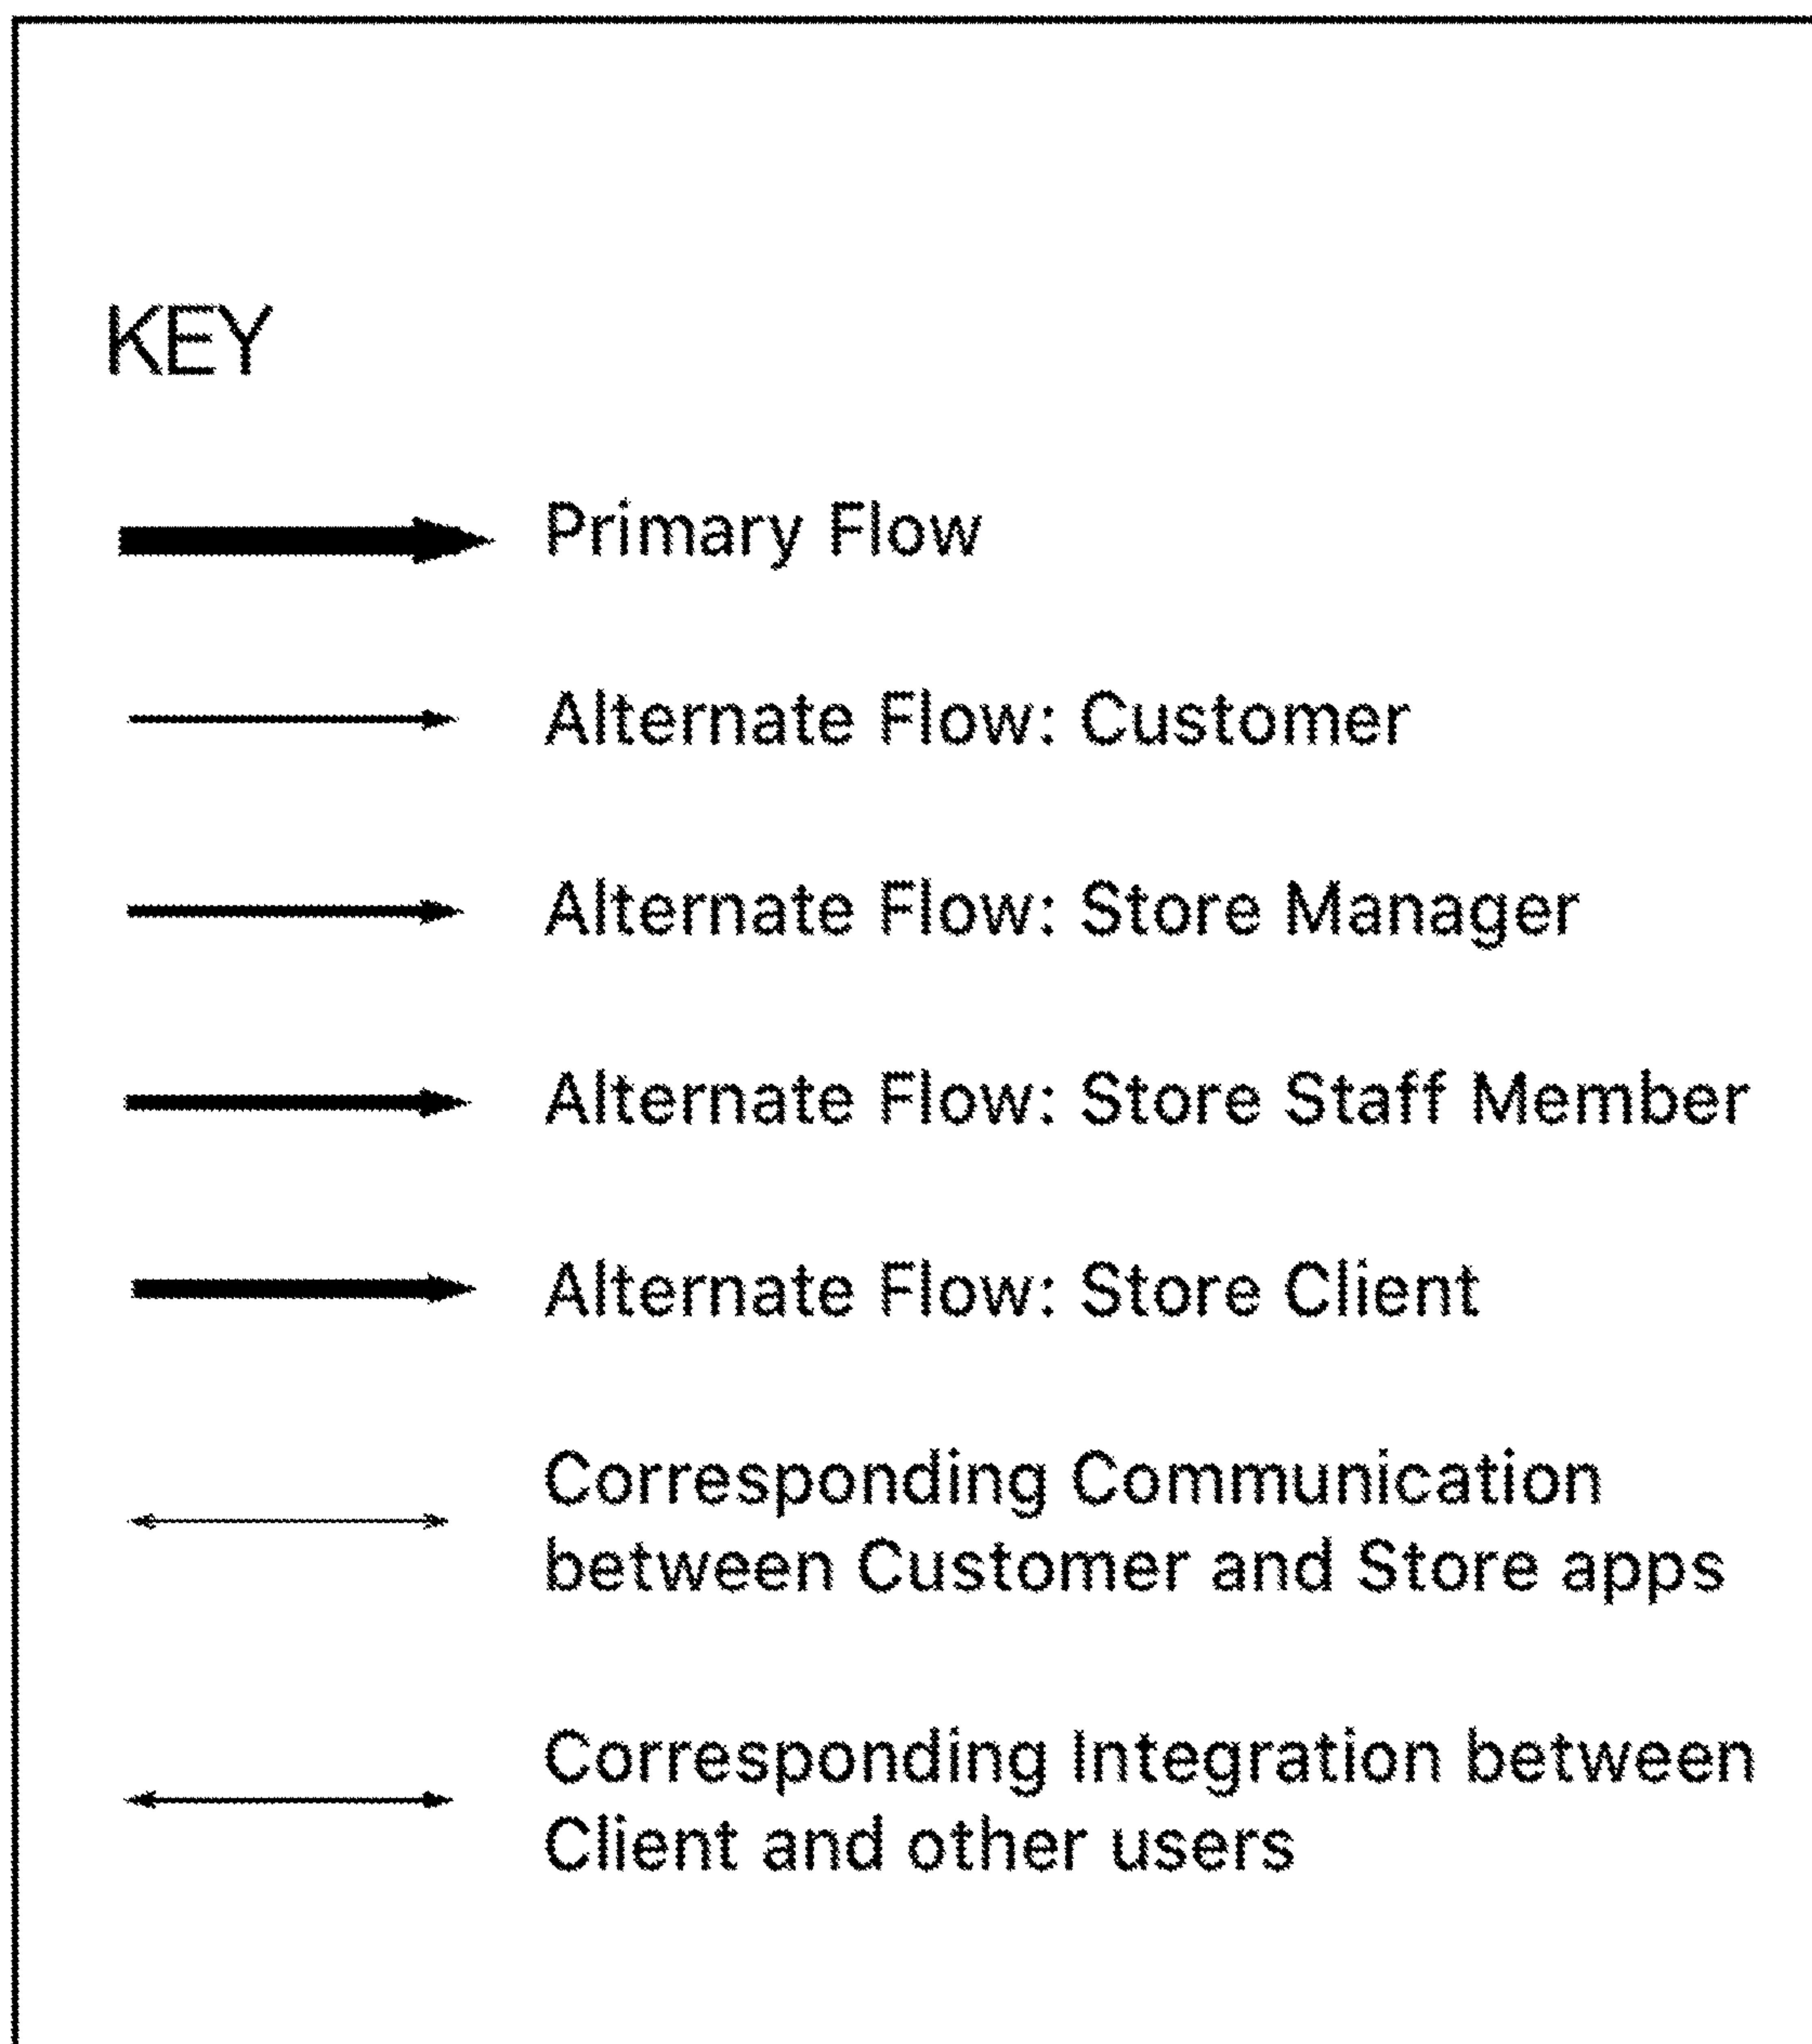 KEY
Primary Flow
Alternate Flow: Customer
Alternate Flow: Store Manager
Alternate Flow: Store Staff Member
Alternate Flow: Store Client
Corresponding Communication
between Customer and Store apps
Corresponding Integration between
Client and other users